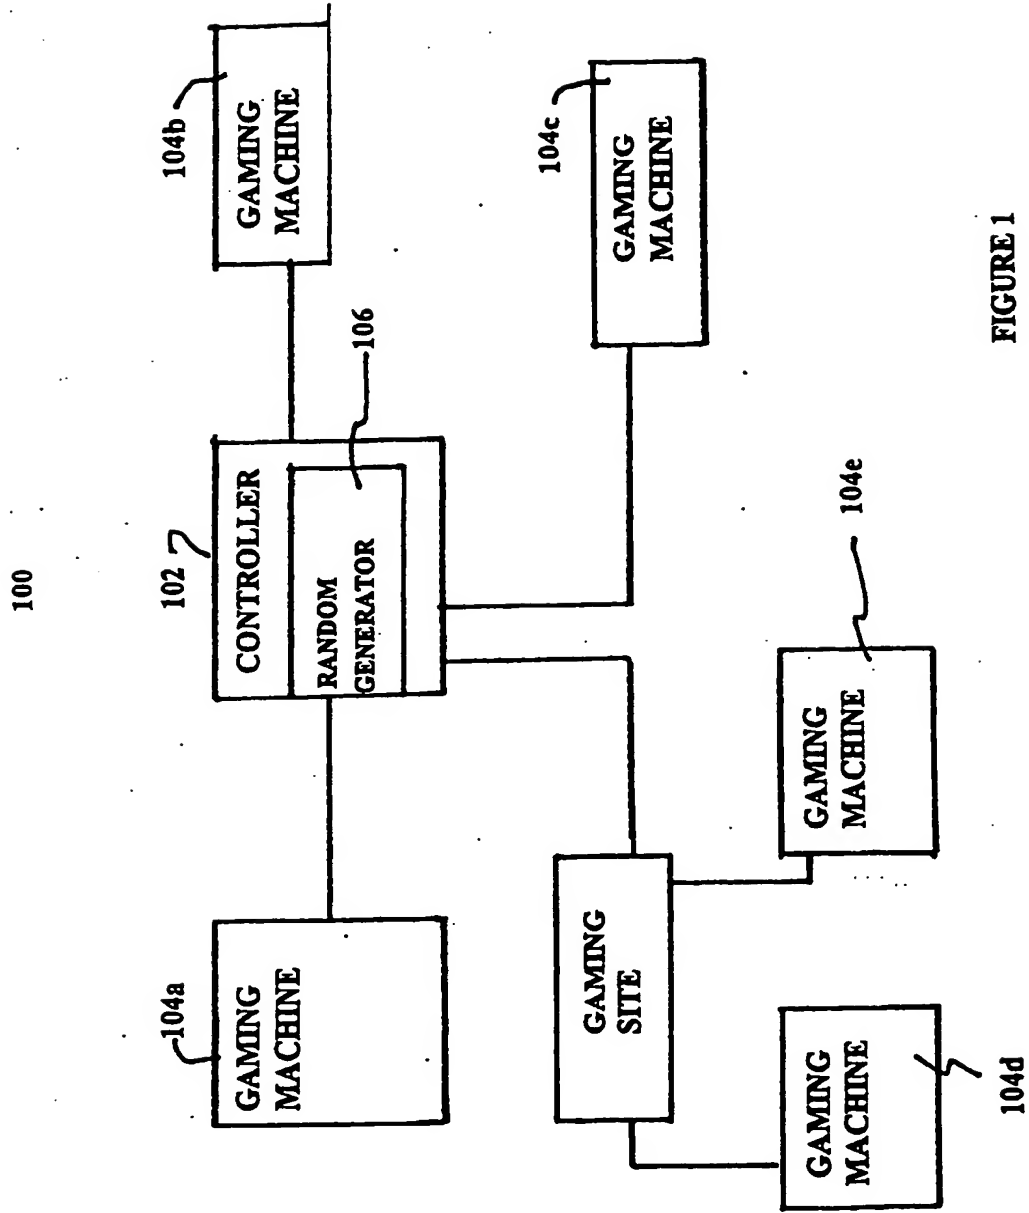 100
102
CONTROLLER
RANDOM
GENERATOR
106
104a
GAMING
MACHINE
104b
GAMING
MACHINE
GAMING
SITE
104c
GAMING
MACHINE
GAMING
MACHINE
104d
GAMING
MACHINE
104e
FIGURE 1